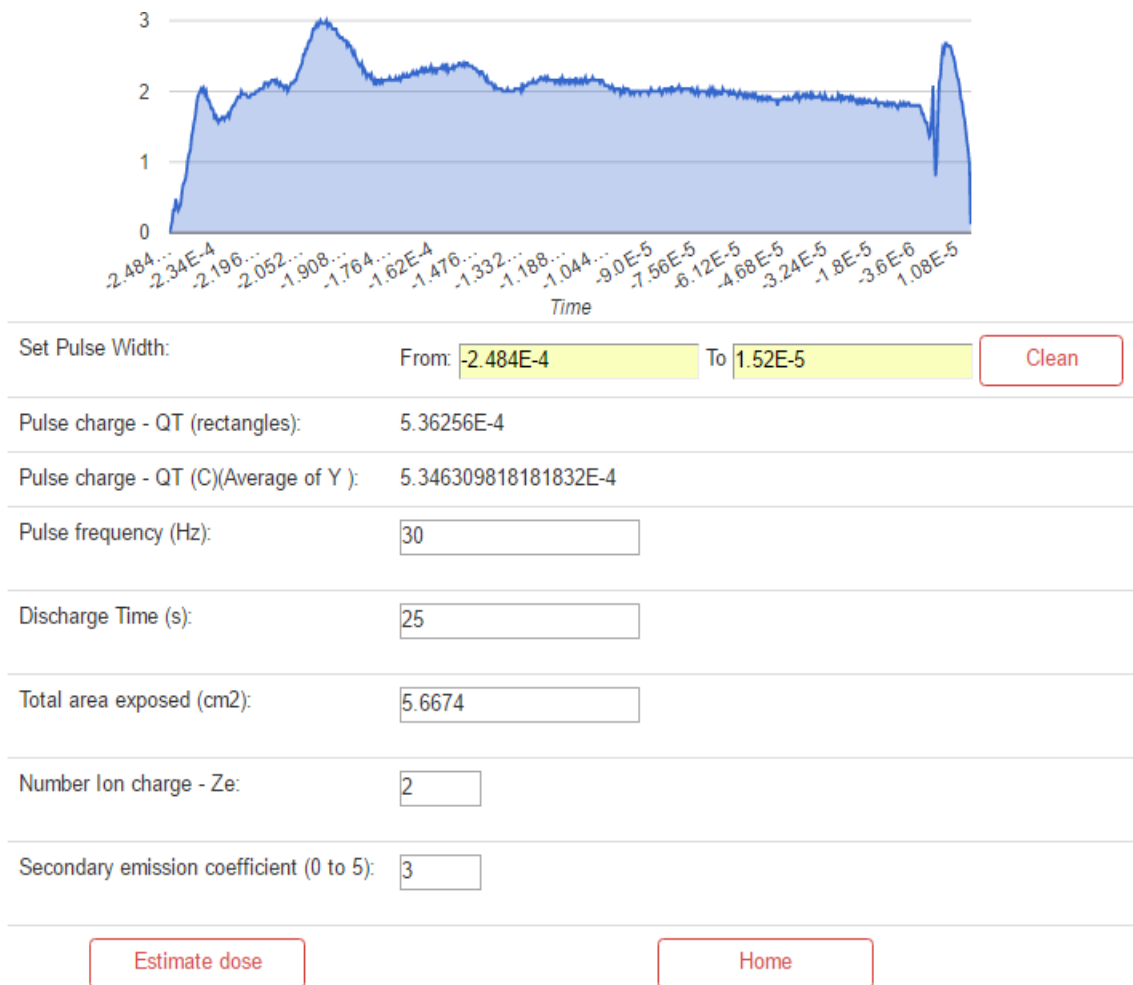 3
2
1
0
-2.484... -2.34E-4 -2.196... -2.052... -1.908... -1.764... -1.62E-4 -1.476... -1.332... -1.188... -1.044... -9.0E-5 -7.56E-5 -6.12E-5 -4.68E-5 -3.24E-5 -1.8E-5 -3.6E-6 1.08E-5
Time
Set Pulse Width: From: -2.484E-4 To 1.52E-5 Clean
Pulse charge - QT (rectangles): 5.36256E-4
Pulse charge - QT (C)(Average of Y ): 5.346309818181832E-4
Pulse frequency (Hz): 30
Discharge Time (s): 25
Total area exposed (cm2): 5.6674
Number Ion charge - Ze: 2
Secondary emission coefficient (0 to 5): 3
Estimate dose Home